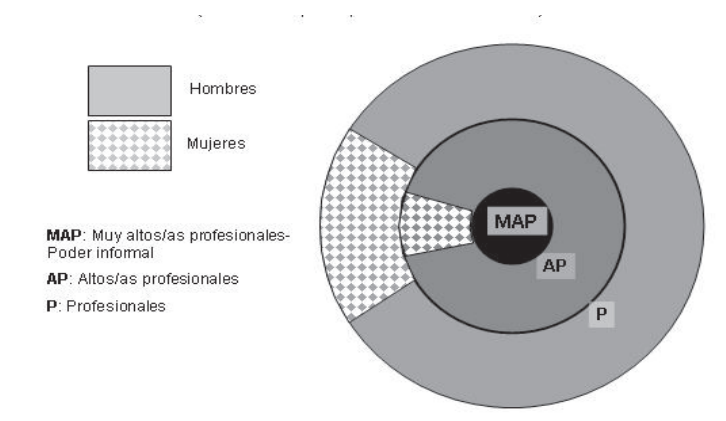 Hombres
Mujeres
MAP: Muy altos/as profesionales-
Poder informal
AP: Altos/as profesionales
P: Profesionales
MAP
AP
P